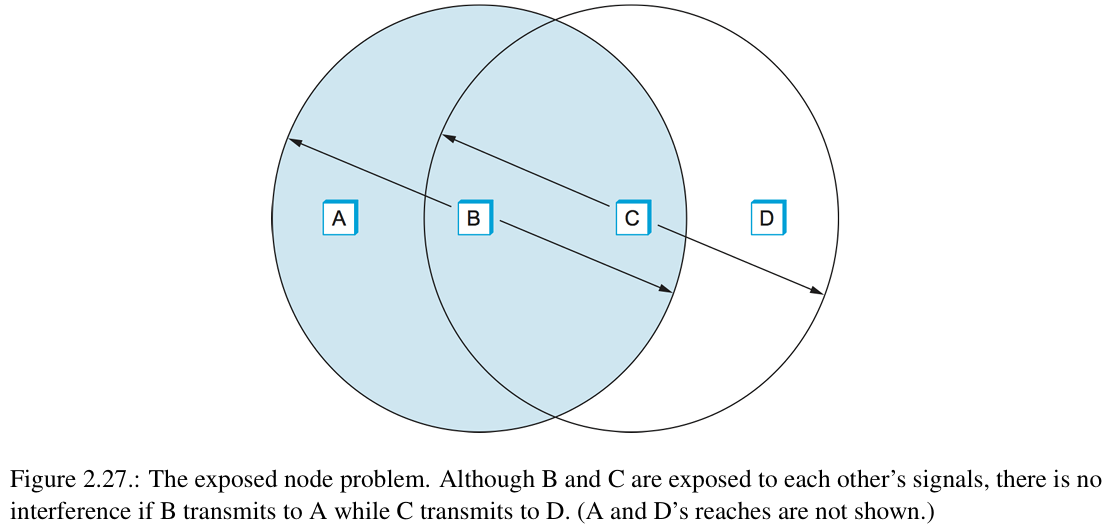 A
B
C
D
Figure 2.27.: The exposed node problem. Although B and C are exposed to each other’s signals, there is no
interference if B transmits to A while C transmits to D. (A and D’s reaches are not shown.)